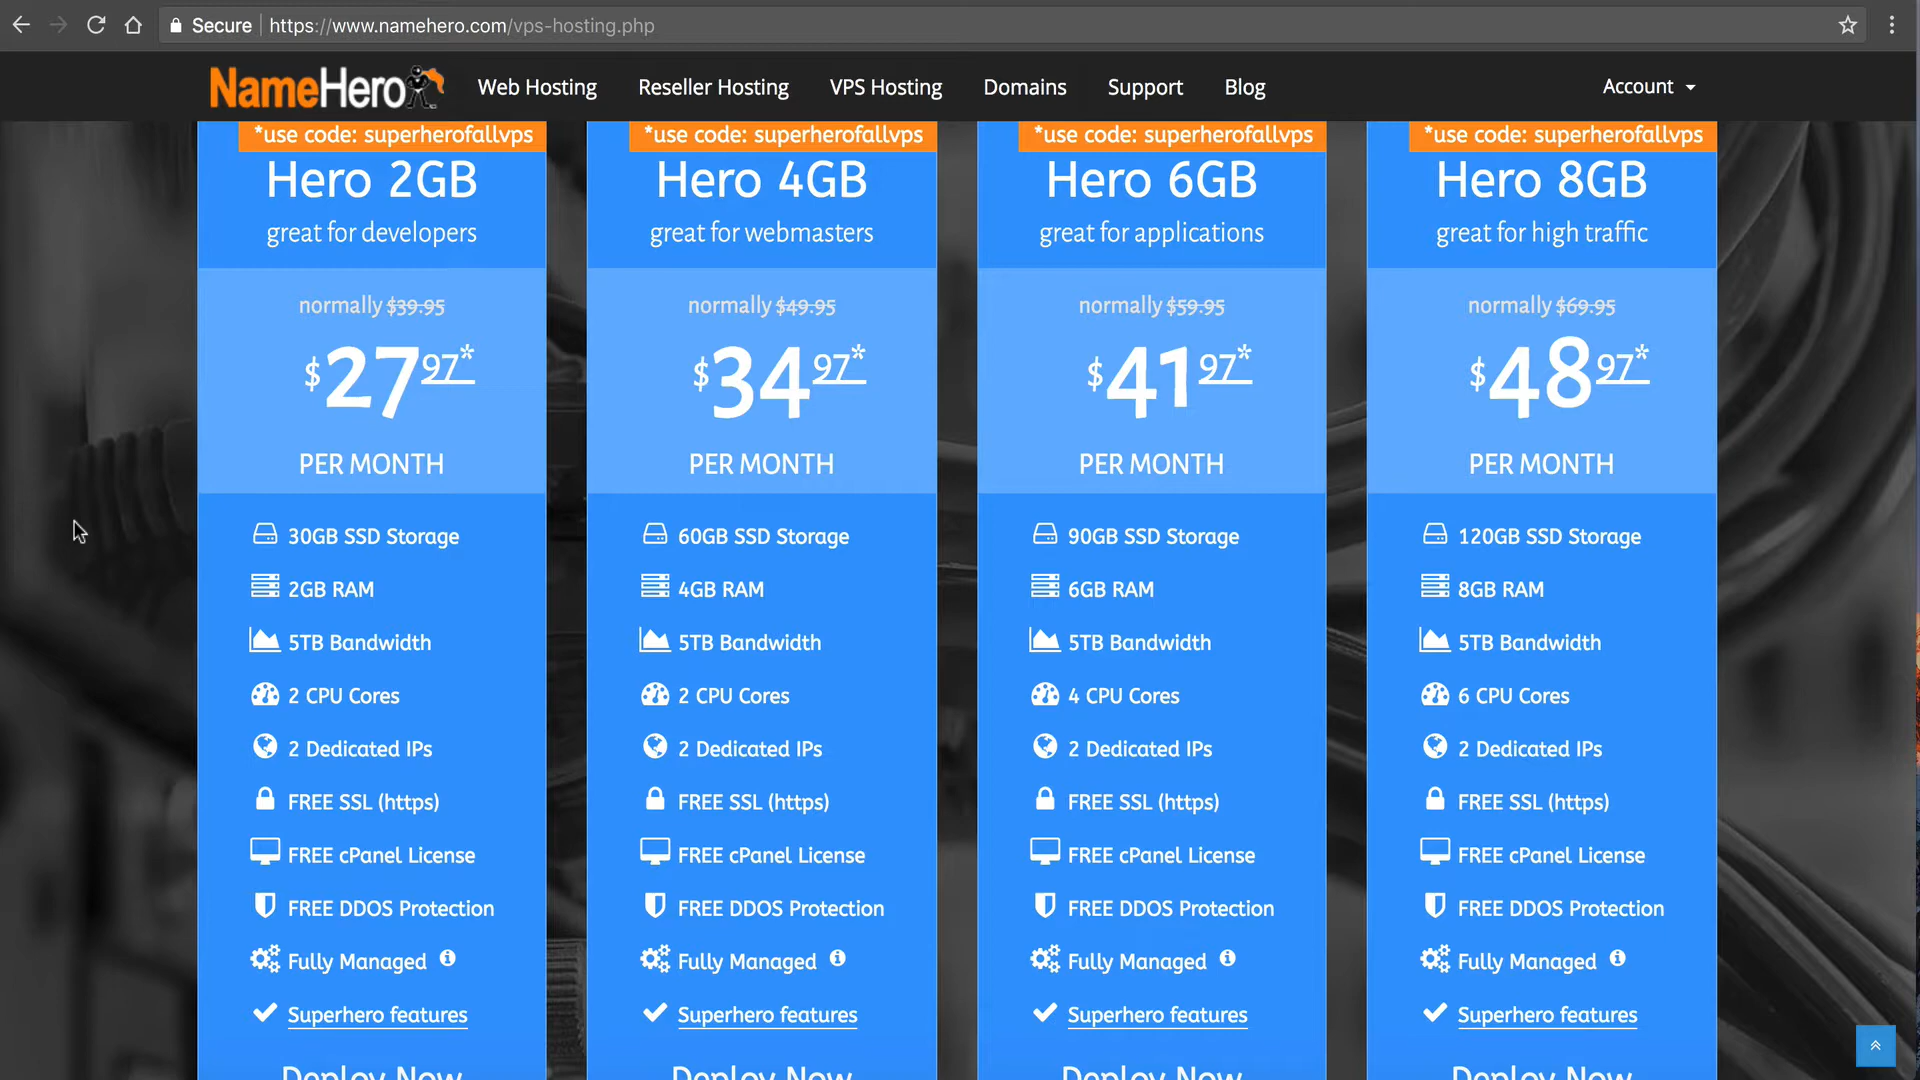 Secure https://www.namehero.com/vps-hosting.php
NameHero Web Hosting Reseller Hosting VPS Hosting Domains Support Blog Account
*use code: superherofallvps
Hero 2GB
great for developers
normally $39.95
$27 97*
PER MONTH
30GB SSD Storage
2GB RAM
5TB Bandwidth
2 CPU Cores
2 Dedicated IPs
FREE SSL (https)
FREE cPanel License
FREE DDOS Protection
Fully Managed
Superhero features
Deploy Now
*use code: superherofallvps
Hero 4GB
great for webmasters
normally $49.95
$34 97*
PER MONTH
60GB SSD Storage
4GB RAM
5TB Bandwidth
2 CPU Cores
2 Dedicated IPs
FREE SSL (https)
FREE cPanel License
FREE DDOS Protection
Fully Managed
Superhero features
Deploy Now
*use code: superherofallvps
Hero 6GB
great for applications
normally $59.95
$41 97*
PER MONTH
90GB SSD Storage
6GB RAM
5TB Bandwidth
4 CPU Cores
2 Dedicated IPs
FREE SSL (https)
FREE cPanel License
FREE DDOS Protection
Fully Managed
Superhero features
Deploy Now
*use code: superherofallvps
Hero 8GB
great for high traffic
normally $69.95
$48 97*
PER MONTH
120GB SSD Storage
8GB RAM
5TB Bandwidth
6 CPU Cores
2 Dedicated IPs
FREE SSL (https)
FREE cPanel License
FREE DDOS Protection
Fully Managed
Superhero features
Deploy Now